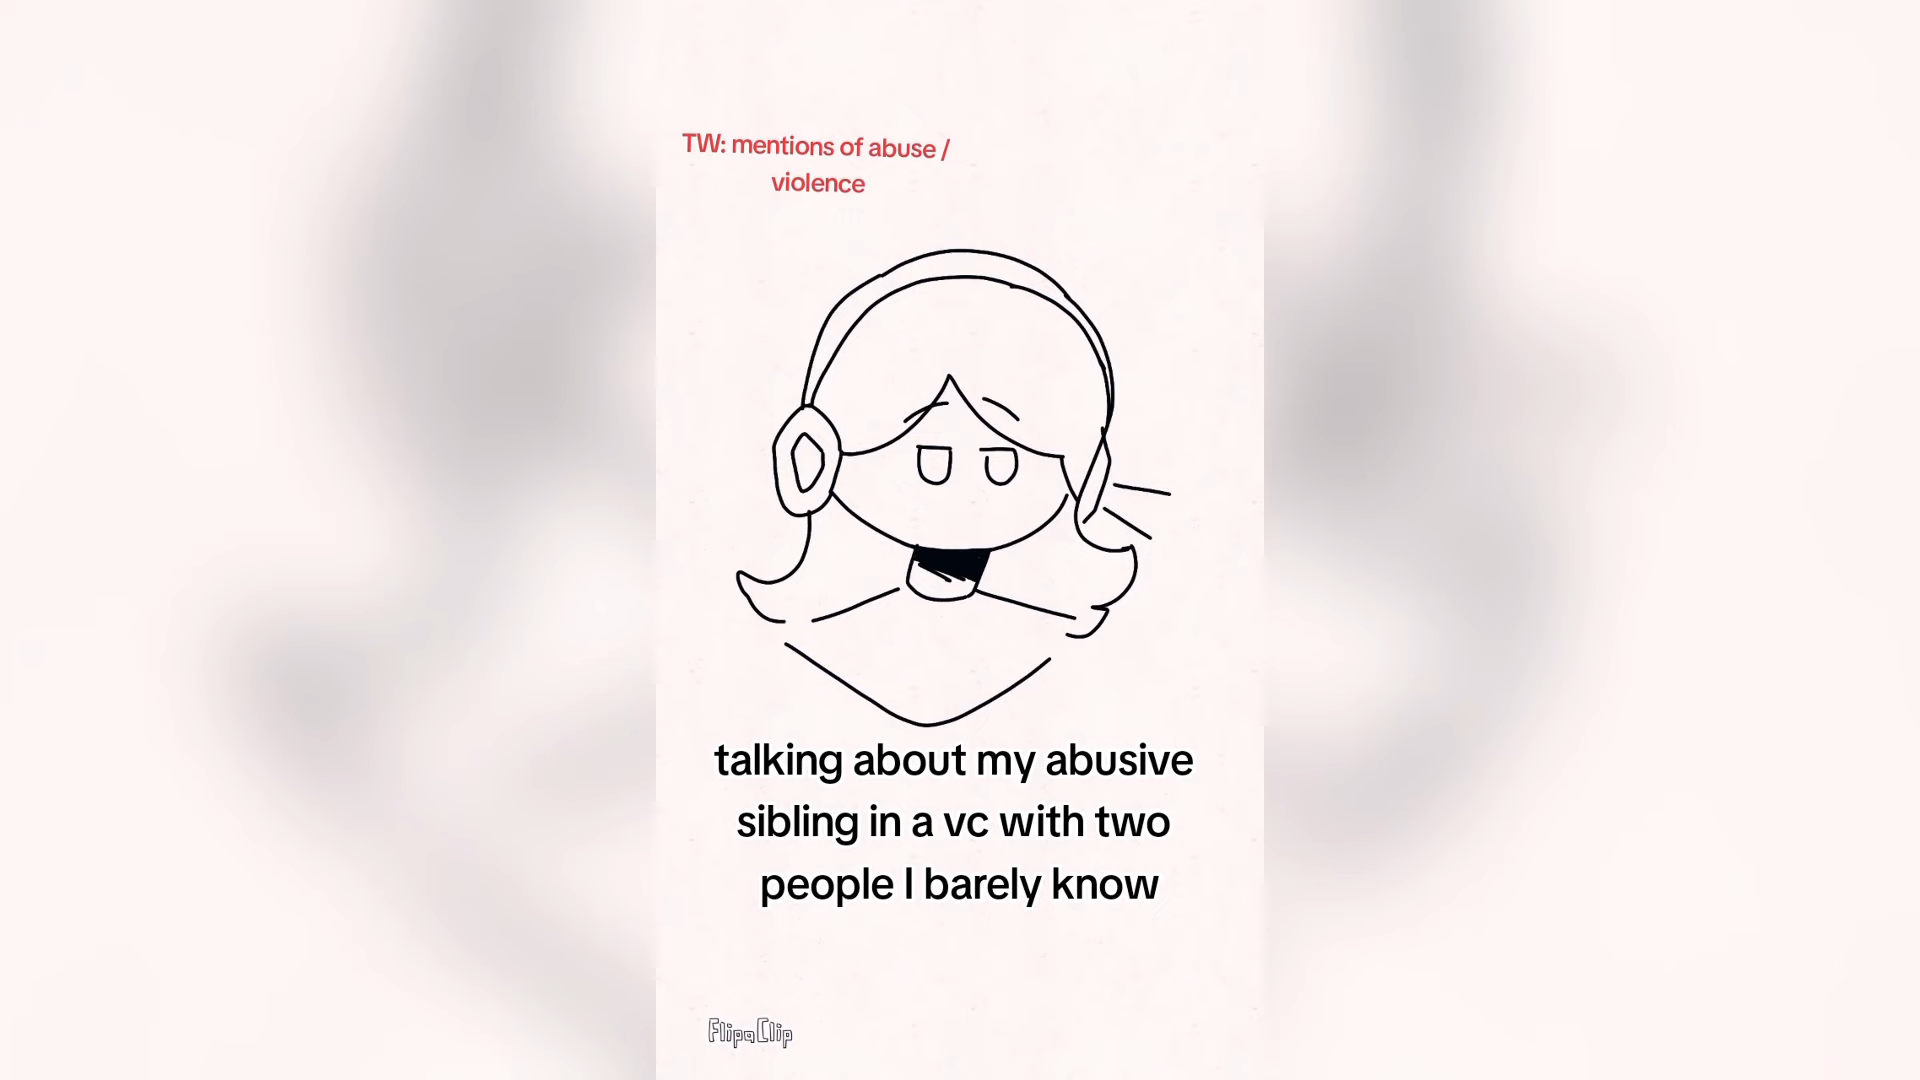 TW: mentions of abuse /
violence
talking about my abusive
sibling in a vc with two
people I barely know
FlipaClip